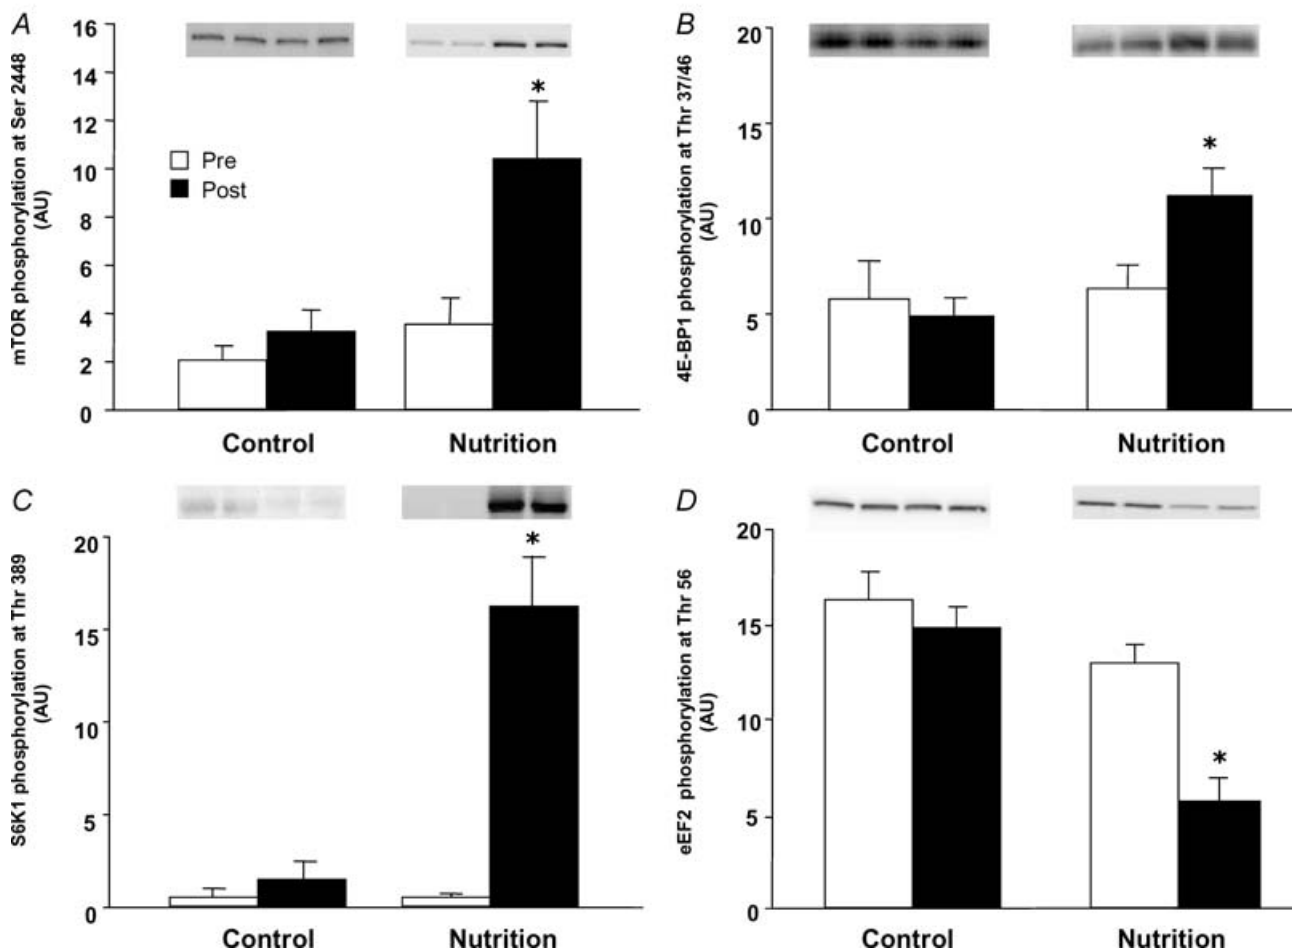 A
mTOR phosphorylation at Ser 2448
(AU)
16
14
12
10
8
6
4
2
0
*
Pre
Post
Control
Nutrition
B
4E-BP1 phosphorylation at Thr 37/46
(AU)
20
15
10
5
0
*
Control
Nutrition
C
S6K1 phosphorylation at Thr 389
(AU)
20
15
10
5
0
*
Control
Nutrition
D
eEF2 phosphorylation at Thr 56
(AU)
20
15
10
5
0
*
Control
Nutrition